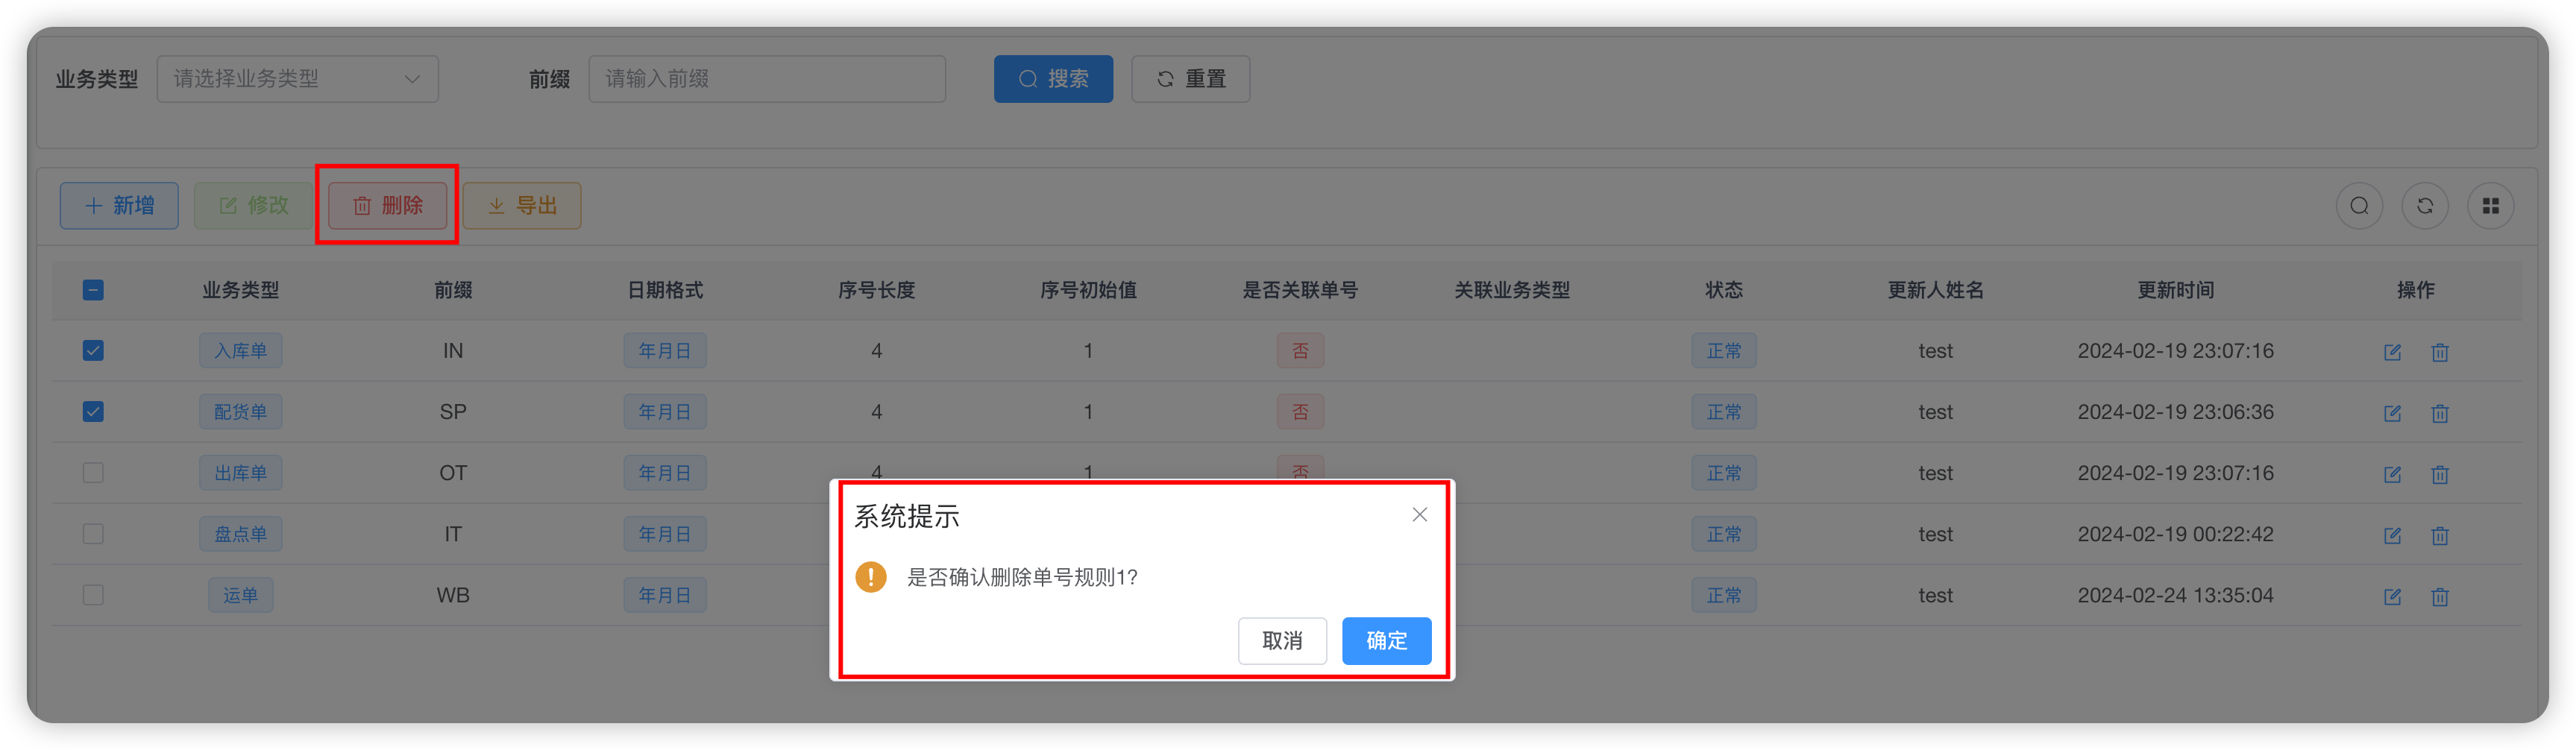 业务类型 请选择业务类型 前缀 请输入前缀 搜索 重置
新增 修改 删除 导出
业务类型 前缀 日期格式 序号长度 序号初始值 是否关联单号 关联业务类型 状态 更新人姓名 更新时间 操作
入库单 IN 年月日 4 1 否 正常 test 2024-02-19 23:07:16
配货单 SP 年月日 4 1 否 正常 test 2024-02-19 23:06:36
出库单 OT 年月日 4 1 否 正常 test 2024-02-19 23:07:16
盘点单 IT 年月日 正常 test 2024-02-19 00:22:42
运单 WB 年月日 正常 test 2024-02-24 13:35:04
系统提示
是否确认删除单号规则1?
取消 确定